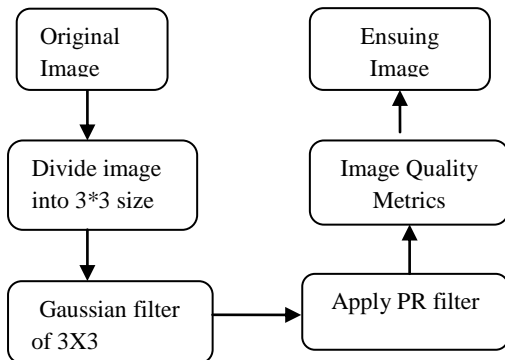 Original
Image
Divide image
into 3*3 size
Gaussian filter
of 3X3
Apply PR filter
Image Quality
Metrics
Ensuing
Image